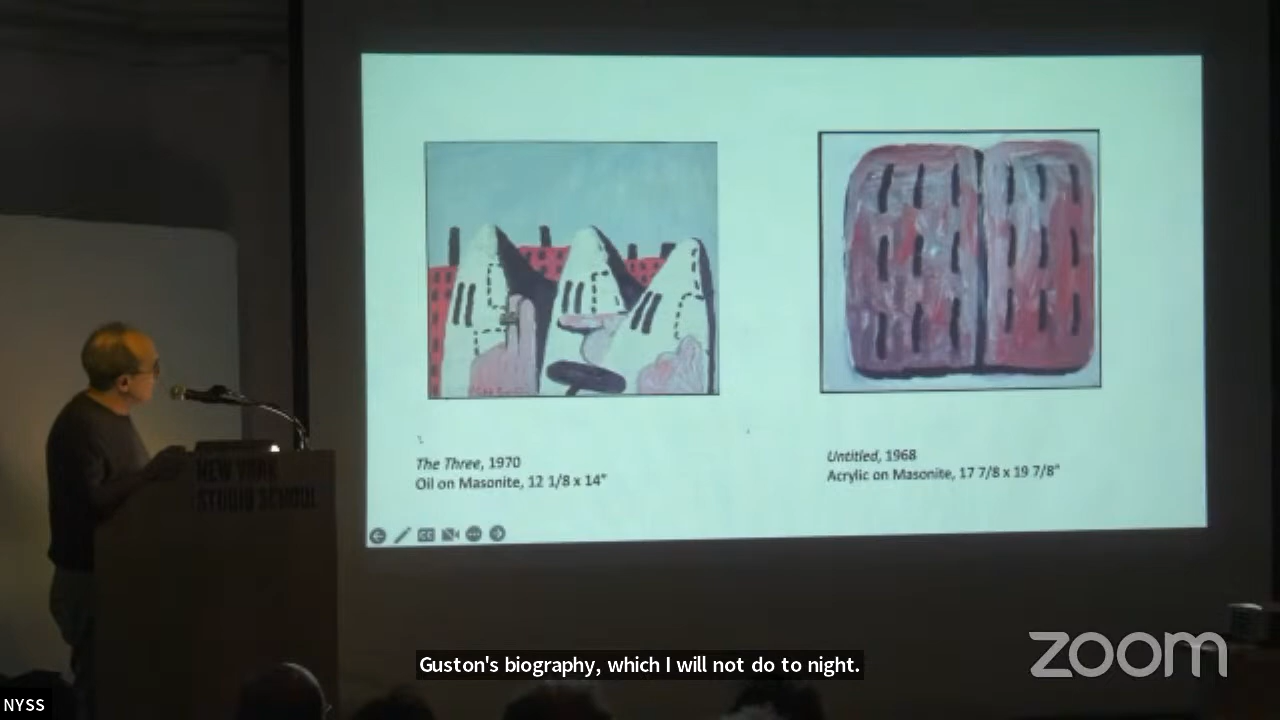 NEW YORK
STUDIO SCHOOL
The Three, 1970
Oil on Masonite, 12 1/8 x 14"
Untitled, 1968
Acrylic on Masonite, 17 7/8 x 19 7/8"
CC
Guston's biography, which I will not do to night.
zoom
NYSS